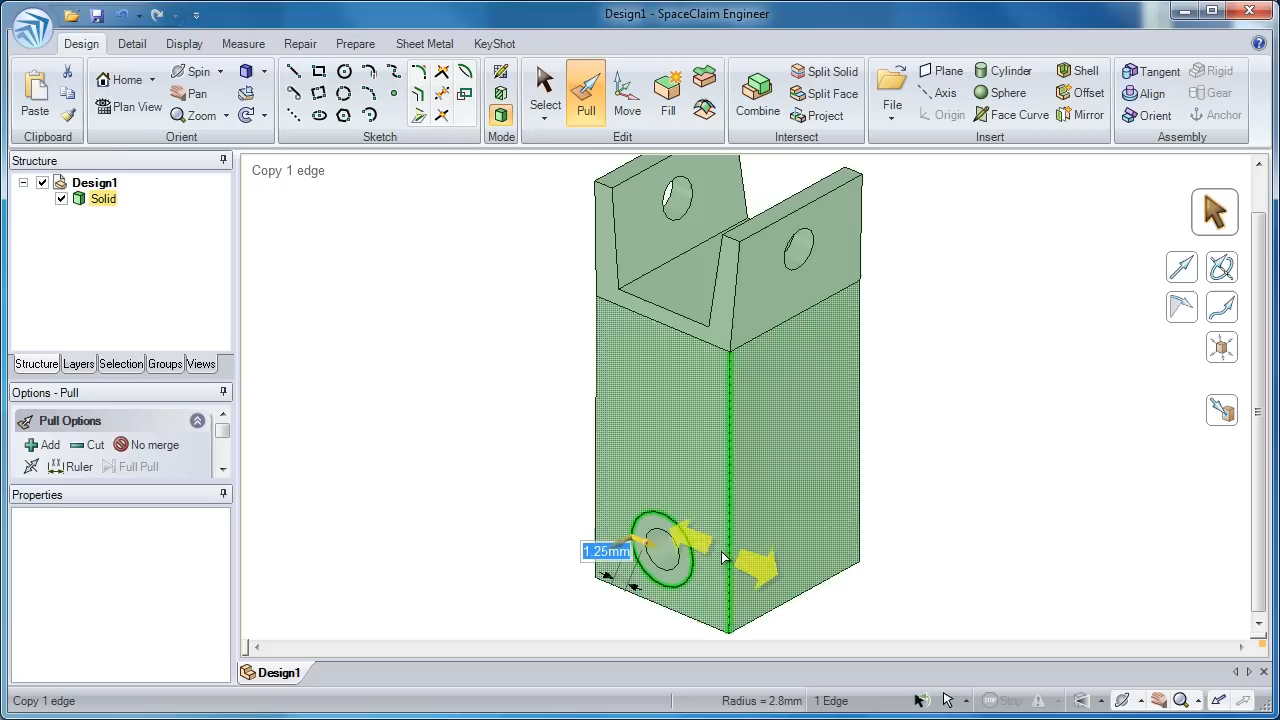 Design1 - SpaceClaim Engineer
Design Detail Display Measure Repair Prepare Sheet Metal KeyShot
Paste
Clipboard
Home Spin
Plan View Pan
Zoom
Orient
Sketch
Mode
Select Pull Move Fill
Edit
Combine
Split Solid
Split Face
Project
Intersect
File
Plane Cylinder Shell
Axis Sphere Offset
Origin Face Curve Mirror
Insert
Tangent Rigid
Align Gear
Orient Anchor
Assembly
Structure
Design1
Solid
Structure Layers Selection Groups Views
Options - Pull
Pull Options
Add Cut No merge
Ruler Full Pull
Properties
Copy 1 edge
1.25mm
Design1
Copy 1 edge
Radius = 2.8mm 1 Edge
Stop